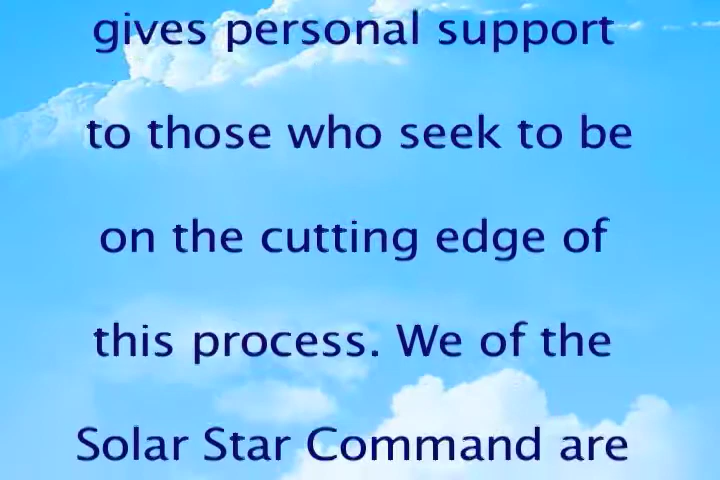 gives personal support
to those who seek to be
on the cutting edge of
this process. We of the
Solar Star Command are